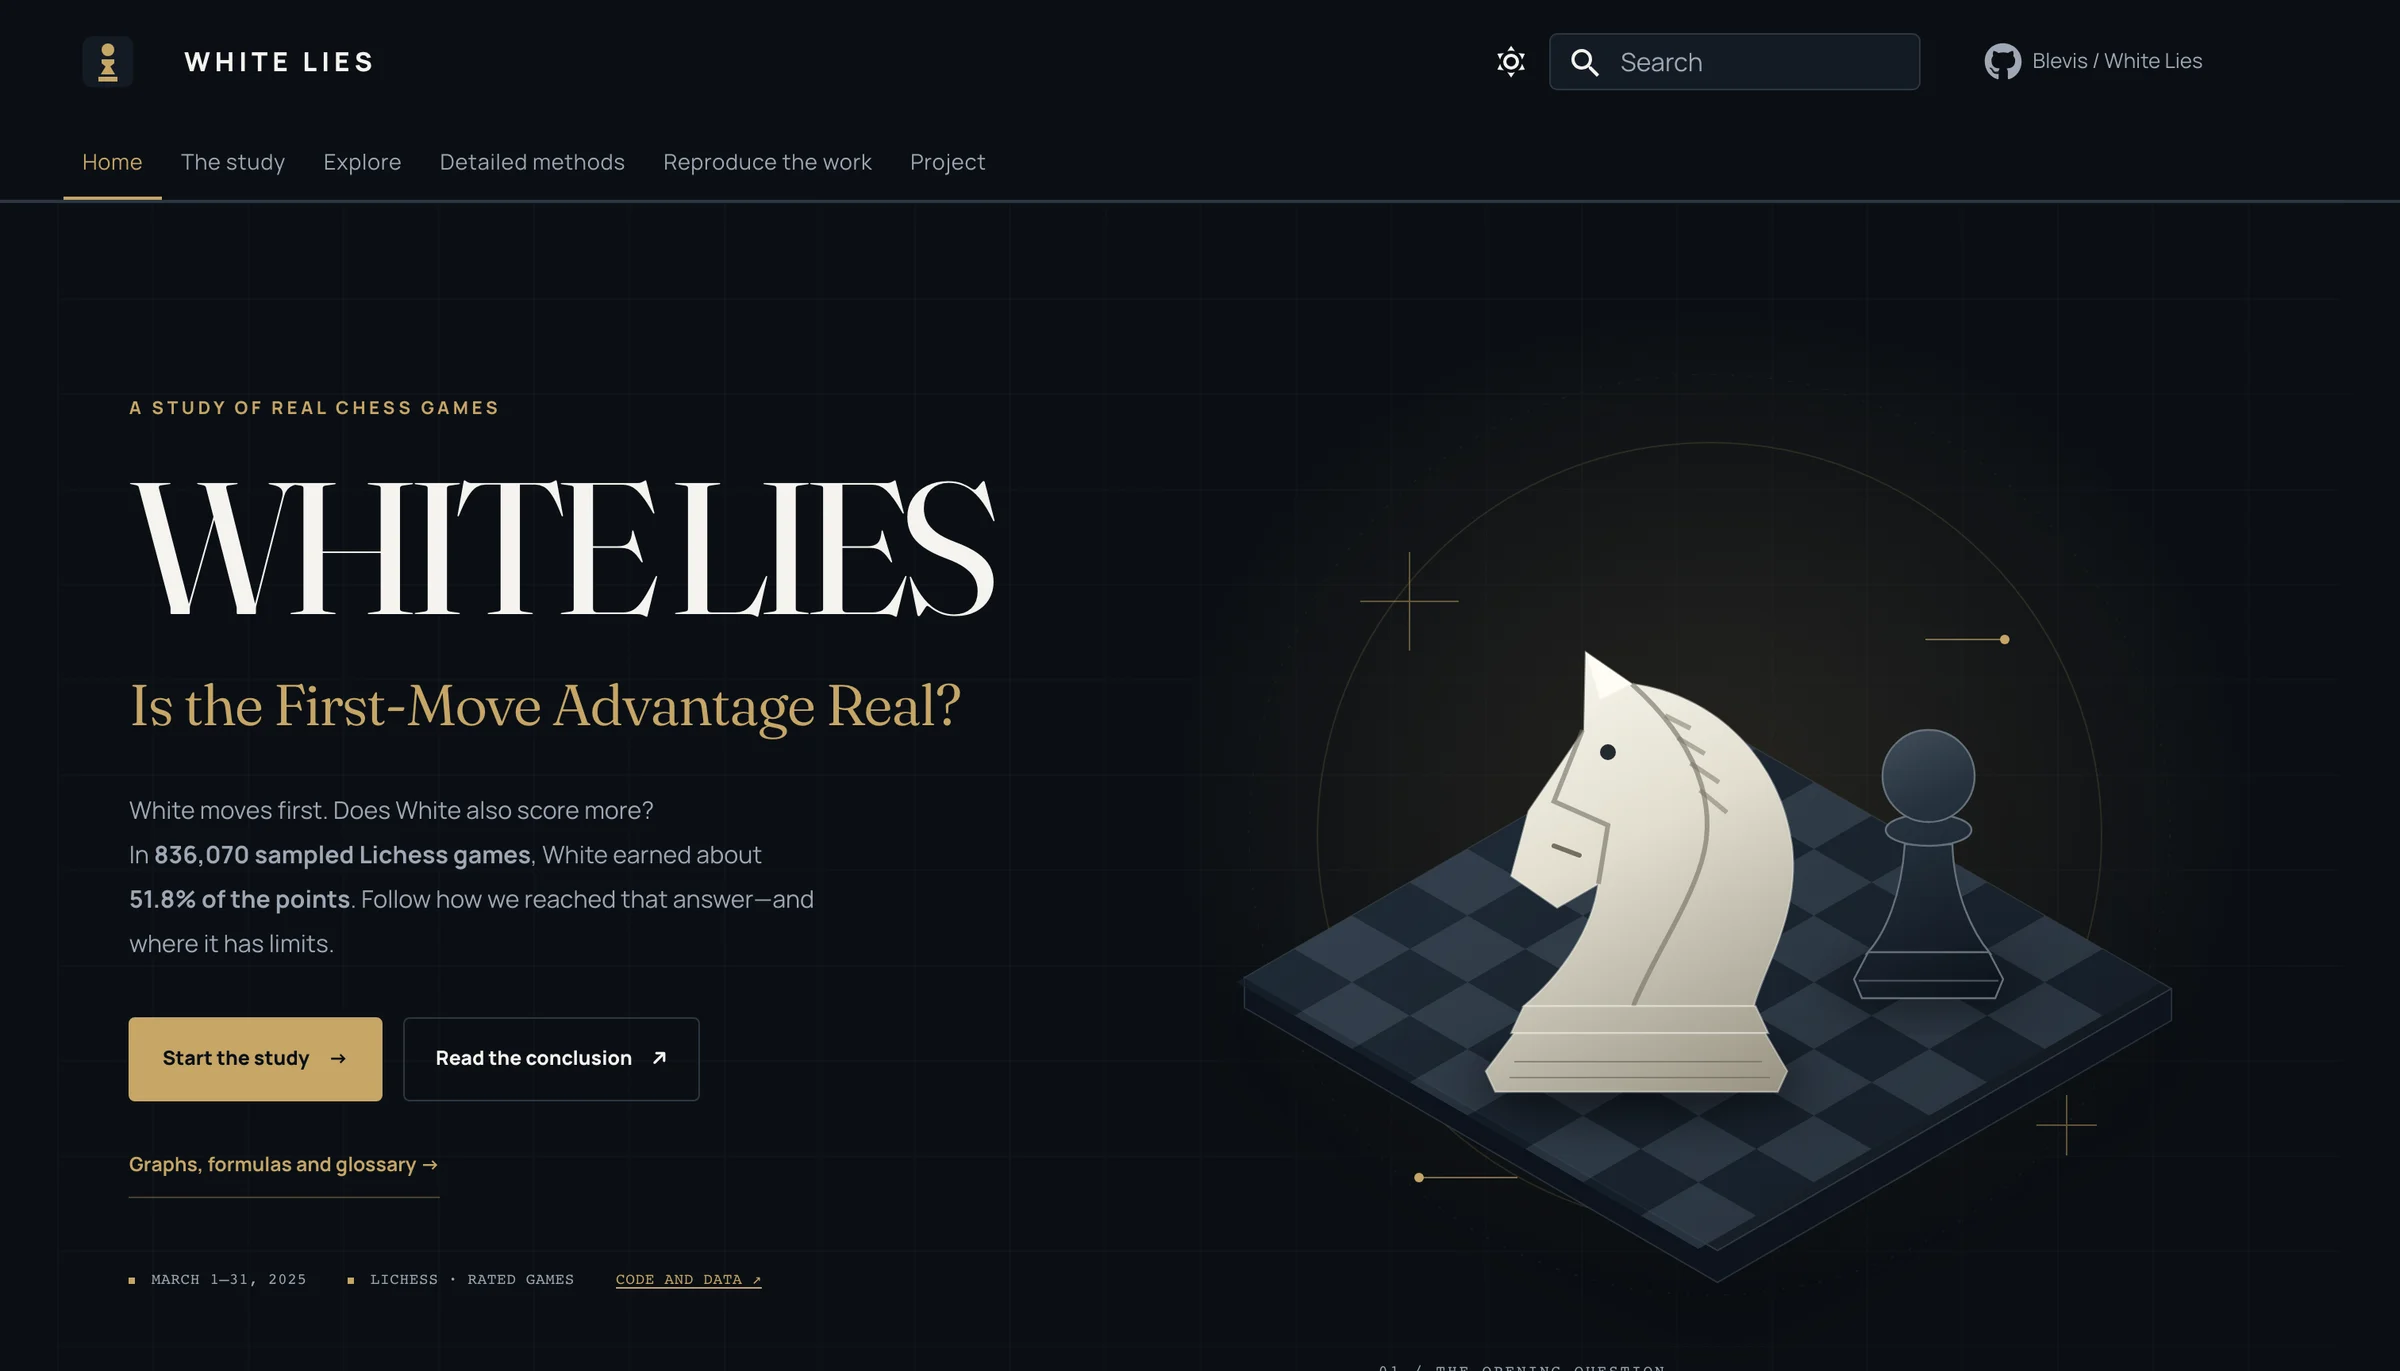 WHITE LIES
Search
Blevis / White Lies
Home The study Explore Detailed methods Reproduce the work Project
A STUDY OF REAL CHESS GAMES
WHITE LIES
Is the First-Move Advantage Real?
White moves first. Does White also score more?
In 836,070 sampled Lichess games, White earned about
51.8% of the points. Follow how we reached that answer—and
where it has limits.
Start the study →
Read the conclusion ↗
Graphs, formulas and glossary →
MARCH 1–31, 2025 LICHESS · RATED GAMES CODE AND DATA ↗
01 / THE OPENING QUESTION